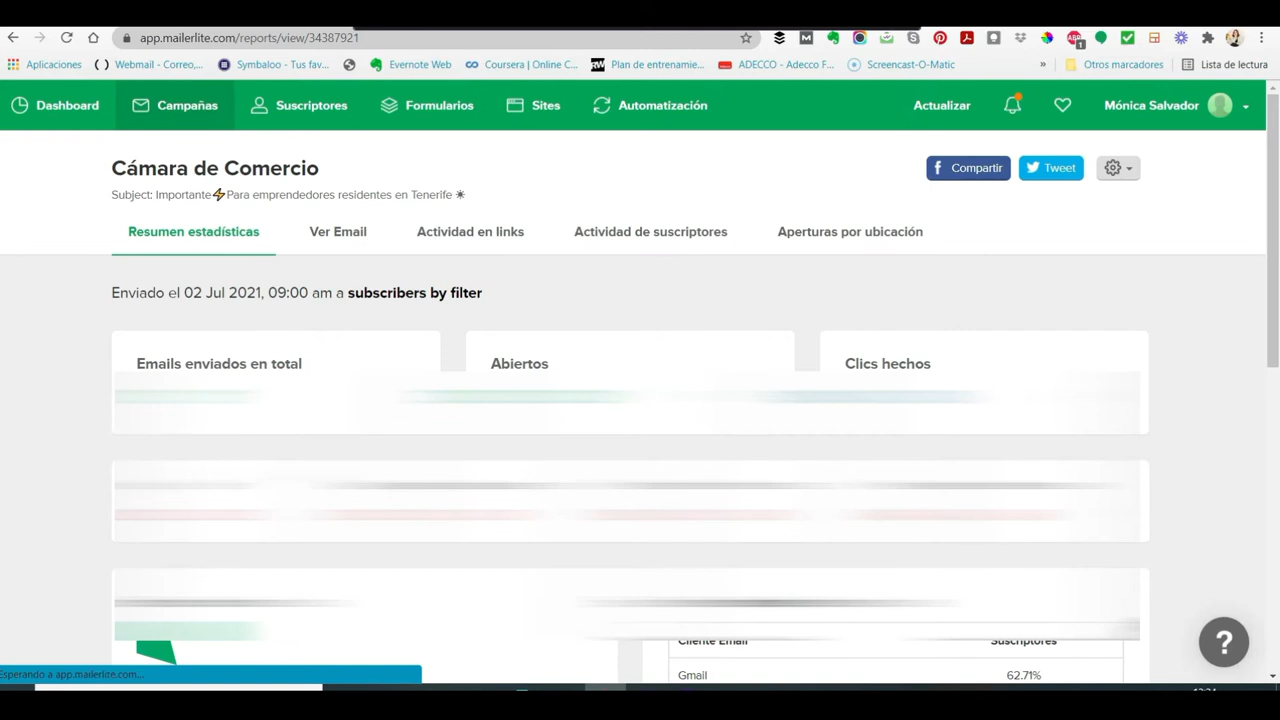 app.mailerlite.com/reports/view/34387921
Aplicaciones
Webmail - Correo,...
Symbaloo - Tus fav...
Evernote Web
Coursera | Online C...
Plan de entrenamie...
ADECCO - Adecco F...
Screencast-O-Matic
»
Otros marcadores
Lista de lectura
Dashboard
Campañas
Suscriptores
Formularios
Sites
Automatización
Actualizar
Mónica Salvador
Cámara de Comercio
Compartir
Tweet
Subject: Importante⚡Para emprendedores residentes en Tenerife ☀
Resumen estadísticas
Ver Email
Actividad en links
Actividad de suscriptores
Aperturas por ubicación
Enviado el 02 Jul 2021, 09:00 am a subscribers by filter
Emails enviados en total
Abiertos
Clics hechos
Cliente Email
Suscriptores
Gmail
62.71%
?
Esperando a app.mailerlite.com...